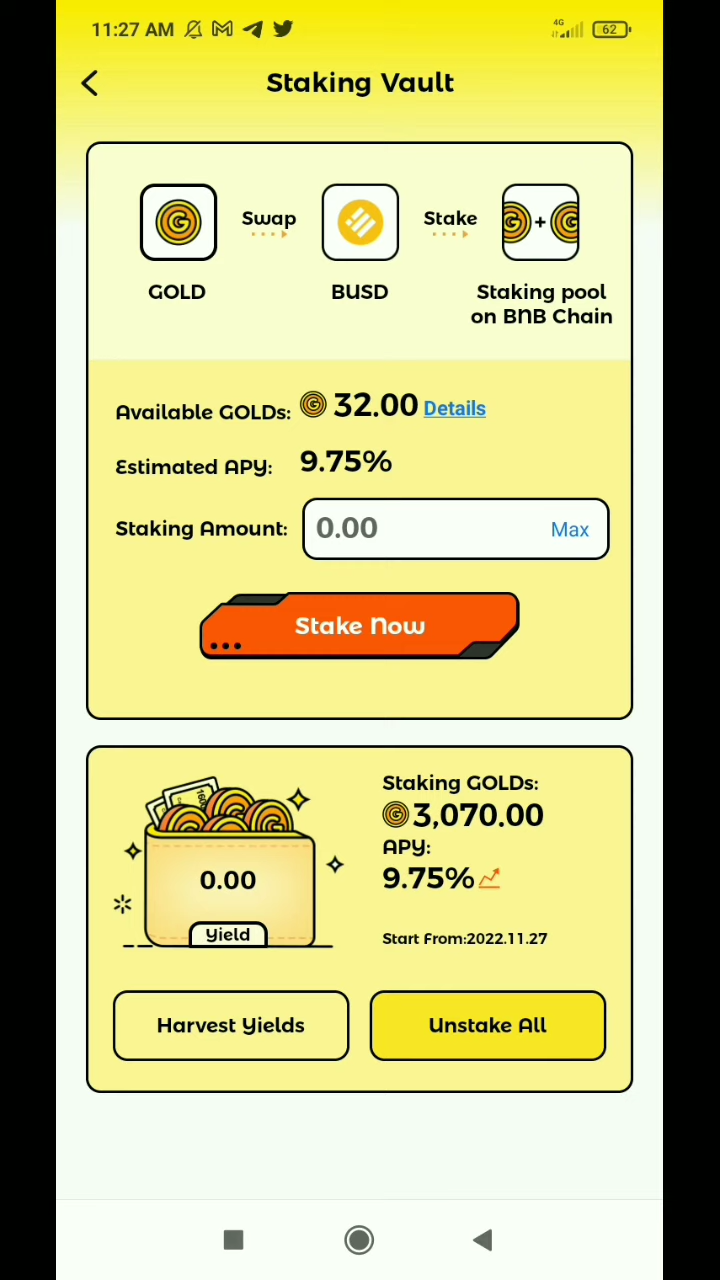 11:27 AM
4G
62
Staking Vault
Swap
Stake
+
GOLD
BUSD
Staking pool
on BNB Chain
Available GOLDs: 32.00 Details
Estimated APY: 9.75%
Staking Amount: 0.00 Max
Stake Now
Staking GOLDs:
3,070.00
APY:
9.75%
0.00
Yield
Start From:2022.11.27
Harvest Yields
Unstake All